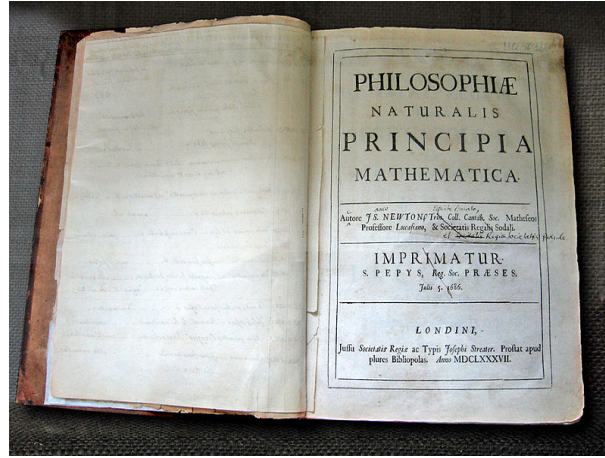 PHILOSOPHIÆ
NATURALIS
PRINCIPIA
MATHEMATICA.
Autore JS. NEWTON, Trin. Coll. Cantab. Soc. Matheseos
Professore Lucasiano, & Societatis Regalis Sodali.
IMPRIMATUR.
S. PEPYS, Reg. Soc. PRÆSES.
Julii 5. 1686.
LONDINI,
Jussu Societatis Regiæ ac Typis Josephi Streater. Prostat apud
plures Bibliopolas. Anno MDCLXXXVII.